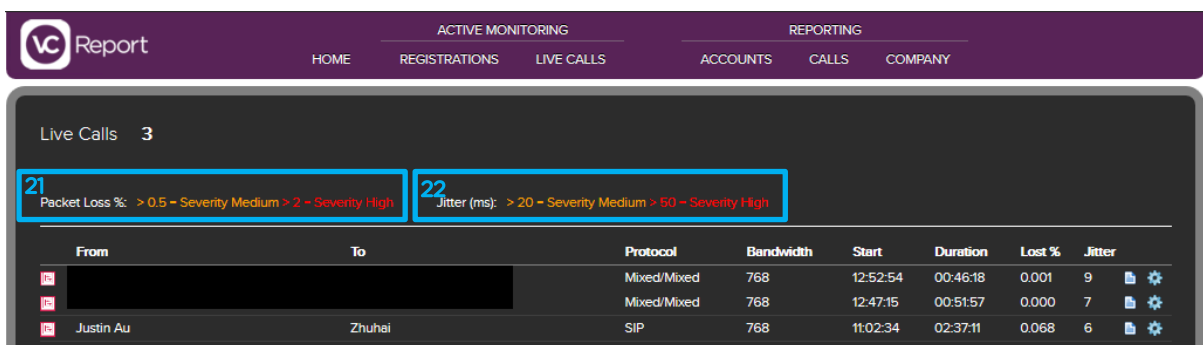 VC Report
ACTIVE MONITORING REPORTING
HOME REGISTRATIONS LIVE CALLS ACCOUNTS CALLS COMPANY
Live Calls 3
21 22
Packet Loss %: > 0.5 - Severity Medium > 2 - Severity High Jitter (ms): > 20 - Severity Medium > 50 - Severity High
From To Protocol Bandwidth Start Duration Lost % Jitter
Mixed/Mixed 768 12:52:54 00:46:18 0.001 9
Mixed/Mixed 768 12:47:15 00:51:57 0.000 7
Justin Au Zhuhai SIP 768 11:02:34 02:37:11 0.068 6